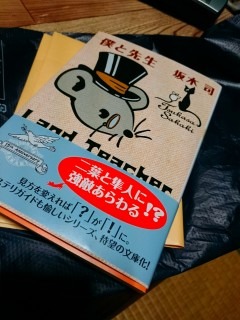 僕と先生
坂木 司
Tsukasa
Sakaki
I and Teacher
二葉と隼人に
強敵あらわる!?
見方を変えれば「?」が「!」に。
ミステリガイドも愉しいシリーズ、待望の文庫化!